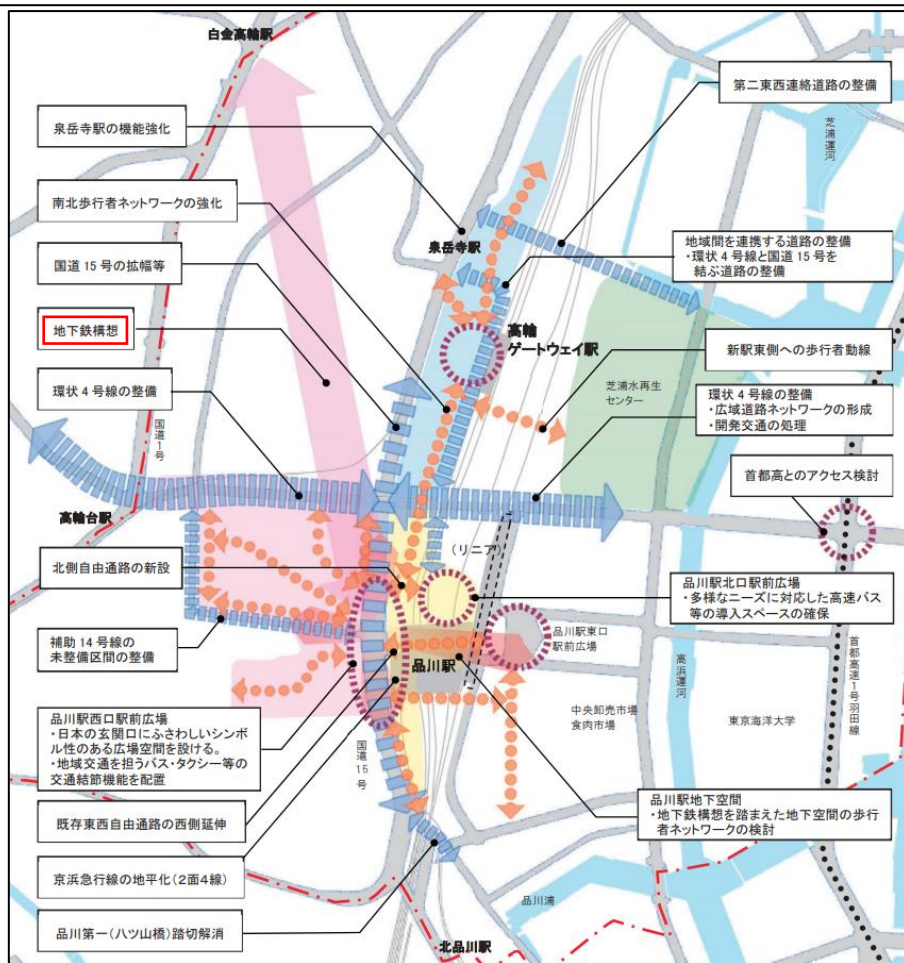 白金高輪駅
第二東西連絡道路の整備
芝浦運河
泉岳寺駅の機能強化
南北歩行者ネットワークの強化
泉岳寺駅
地域間を連携する道路の整備
・環状4号線と国道15号を
結ぶ道路の整備
国道15号の拡幅等
地下鉄構想
高輪
ゲートウェイ駅
新駅東側への歩行者動線
環状4号線の整備
芝浦水再生
センター
環状4号線の整備
・広域道路ネットワークの形成
・開発交通の処理
国道1号
首都高とのアクセス検討
高輪台駅
(リニア)
北側自由通路の新設
品川駅北口駅前広場
・多様なニーズに対応した高速バス
等の導入スペースの確保
補助14号線の
未整備区間の整備
品川駅
品川駅東口
駅前広場
高浜運河
首都高速1号羽田線
品川駅西口駅前広場
・日本の玄関口にふさわしいシンボ
ル性のある広場空間を設ける。
・地域交通を担うバス・タクシー等の
交通結節機能を配置
中央卸売市場
食肉市場
東京海洋大学
国道15号
品川駅地下空間
・地下鉄構想を踏まえた地下空間の歩行
者ネットワークの検討
既存東西自由通路の西側延伸
京浜急行線の地平化(2面4線)
品川第一(八ツ山橋)踏切解消
品川浦
北品川駅